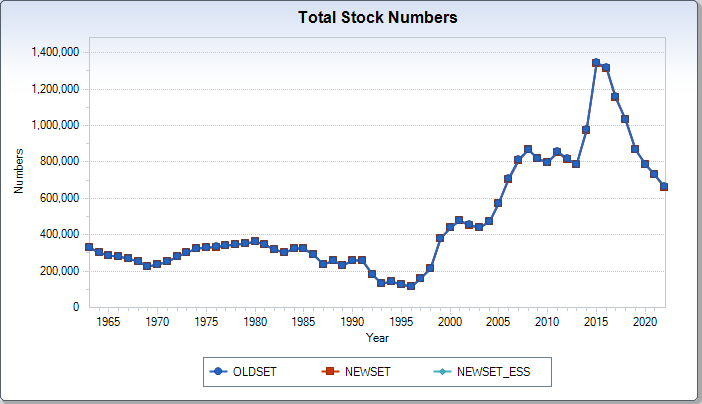 Total Stock Numbers
1,400,000
1,200,000
1,000,000
800,000
600,000
400,000
200,000
0
Numbers
1965 1970 1975 1980 1985 1990 1995 2000 2005 2010 2015 2020
Year
OLDSET NEWSET NEWSET_ESS